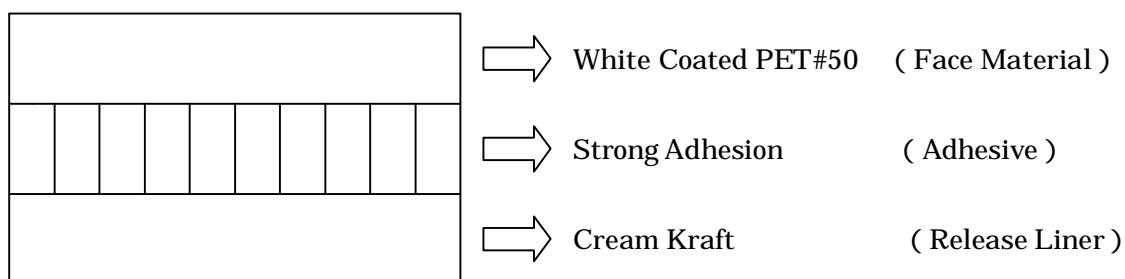 White Coated PET#50 ( Face Material )
Strong Adhesion ( Adhesive )
Cream Kraft ( Release Liner )